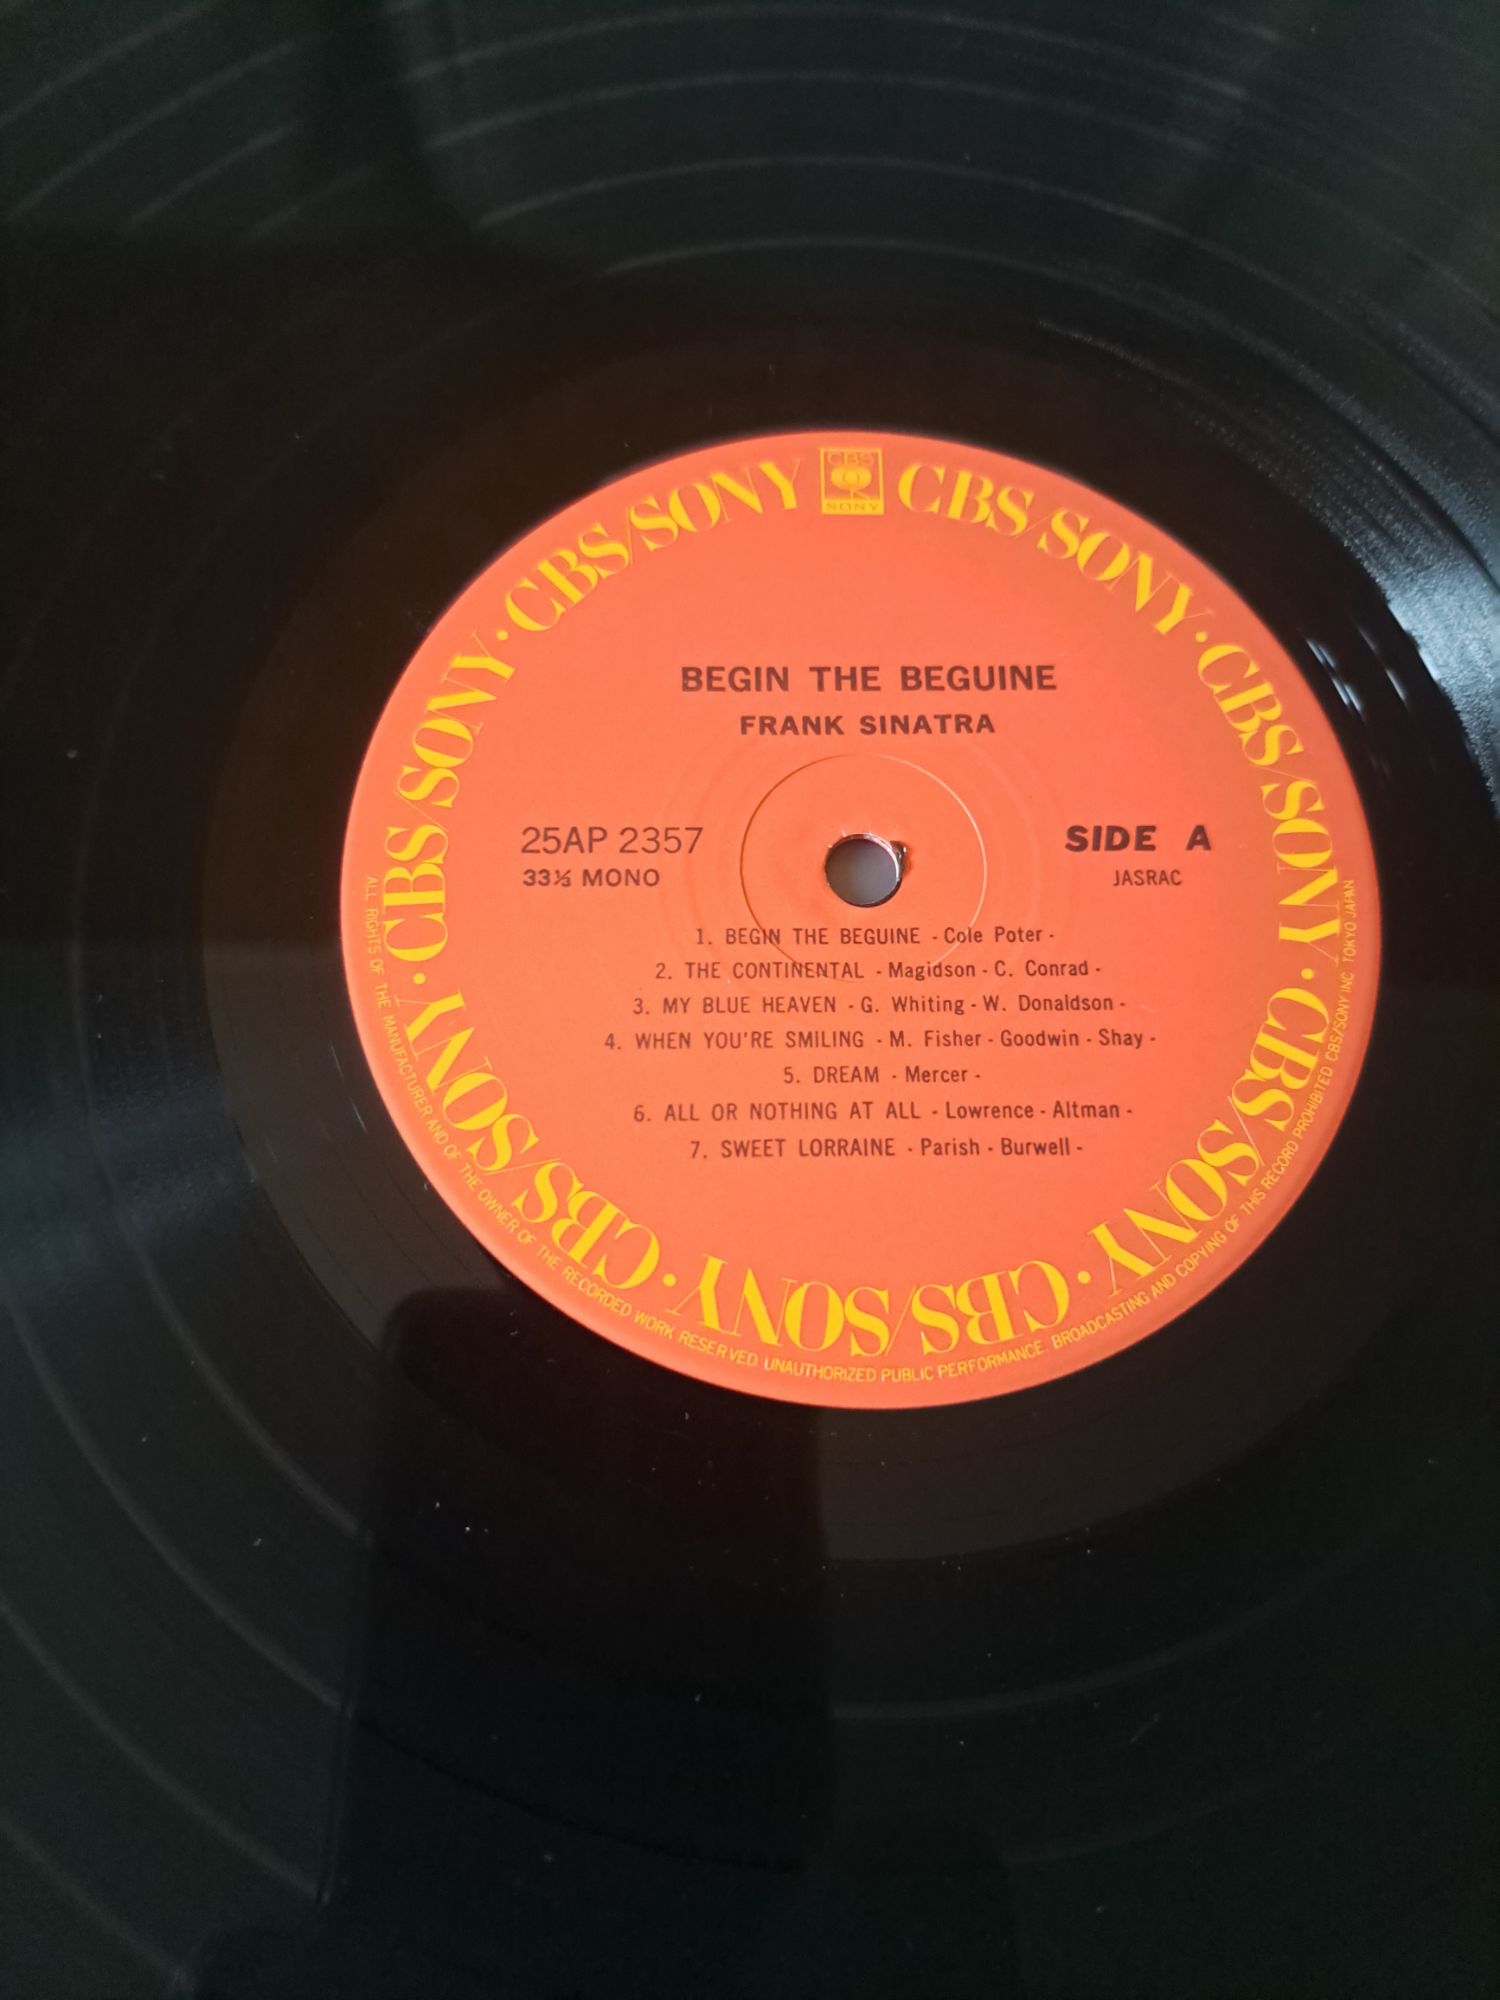 CBS
SONY
CBS/SONY · CBS/SONY · CBS/SONY · CBS/SONY · CBS/SONY · CBS/SONY · CBS/SONY · CBS/SONY
BEGIN THE BEGUINE
FRANK SINATRA
25AP 2357
33⅓ MONO
SIDE A
JASRAC
1. BEGIN THE BEGUINE - Cole Poter -
2. THE CONTINENTAL - Magidson - C. Conrad -
3. MY BLUE HEAVEN - G. Whiting - W. Donaldson -
4. WHEN YOU'RE SMILING - M. Fisher - Goodwin - Shay -
5. DREAM - Mercer -
6. ALL OR NOTHING AT ALL - Lowrence - Altman -
7. SWEET LORRAINE - Parish - Burwell -
ALL RIGHTS OF THE MANUFACTURER AND OF THE OWNER OF THE RECORDED WORK RESERVED. UNAUTHORIZED PUBLIC PERFORMANCE. BROADCASTING AND COPYING OF THIS RECORD PROHIBITED CBS/SONY INC TOKYO JAPAN